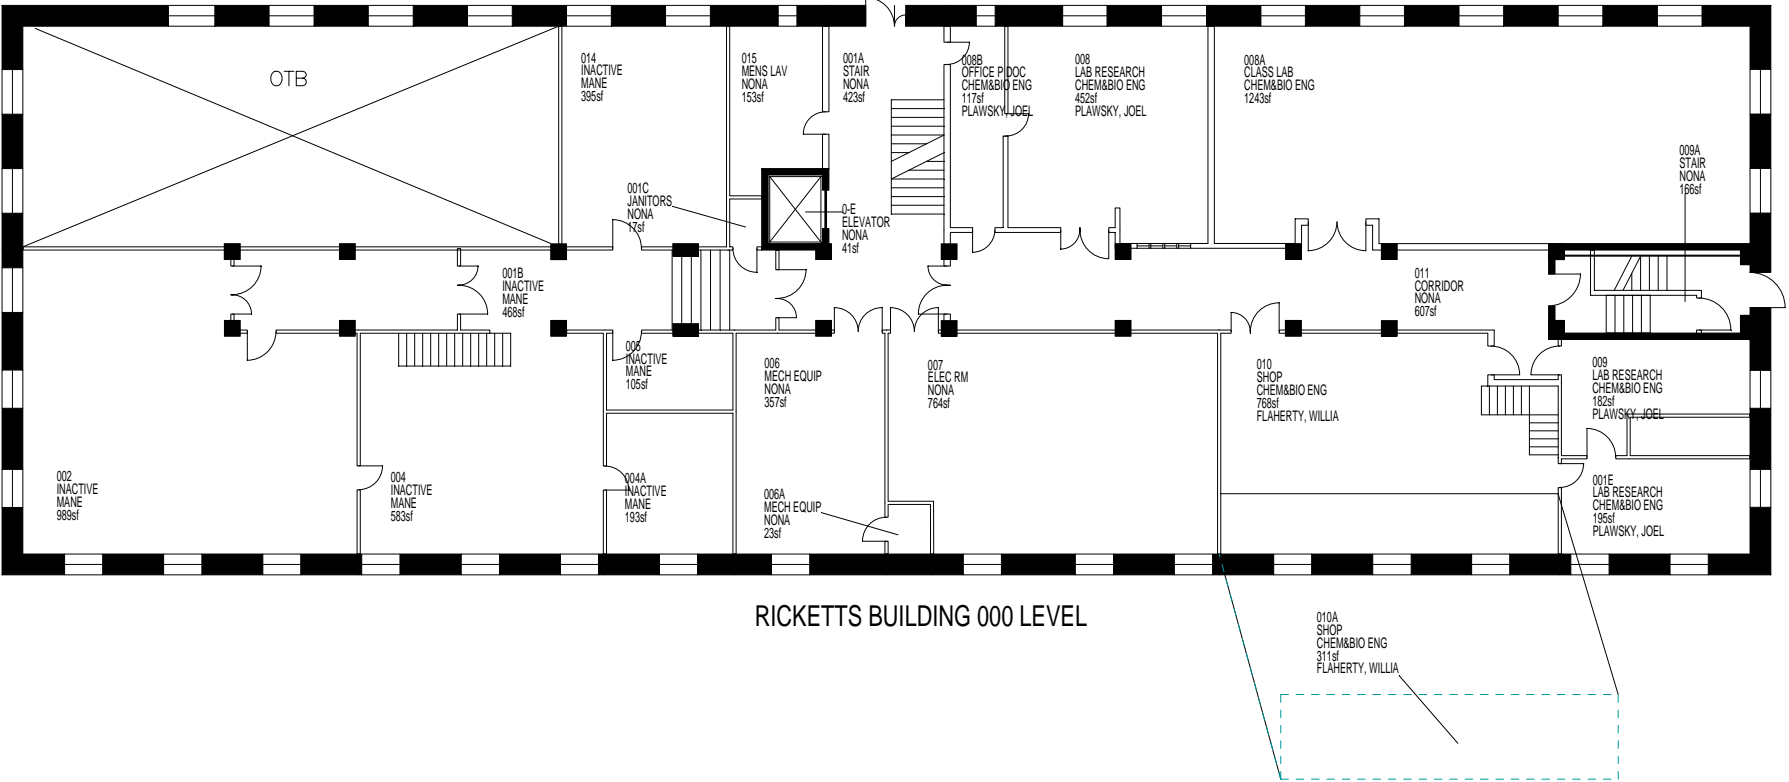 OTB
014
INACTIVE
MANE
395sf
015
MENS LAV
NONA
153sf
001A
STAIR
NONA
423sf
008B
OFFICE P|DOC
CHEM&BIO ENG
117sf
PLAWSKY, JOEL
008
LAB RESEARCH
CHEM&BIO ENG
452sf
PLAWSKY, JOEL
008A
CLASS LAB
CHEM&BIO ENG
1243sf
009A
STAIR
NONA
166sf
001C
JANITORS
NONA
17sf
0-E
ELEVATOR
NONA
41sf
001B
INACTIVE
MANE
468sf
011
CORRIDOR
NONA
607sf
005
INACTIVE
MANE
105sf
006
MECH EQUIP
NONA
357sf
007
ELEC RM
NONA
764sf
010
SHOP
CHEM&BIO ENG
768sf
FLAHERTY, WILLIA
009
LAB RESEARCH
CHEM&BIO ENG
182sf
PLAWSKY, JOEL
002
INACTIVE
MANE
989sf
004
INACTIVE
MANE
583sf
004A
INACTIVE
MANE
193sf
006A
MECH EQUIP
NONA
23sf
001E
LAB RESEARCH
CHEM&BIO ENG
195sf
PLAWSKY, JOEL
RICKETTS BUILDING 000 LEVEL
010A
SHOP
CHEM&BIO ENG
311sf
FLAHERTY, WILLIA